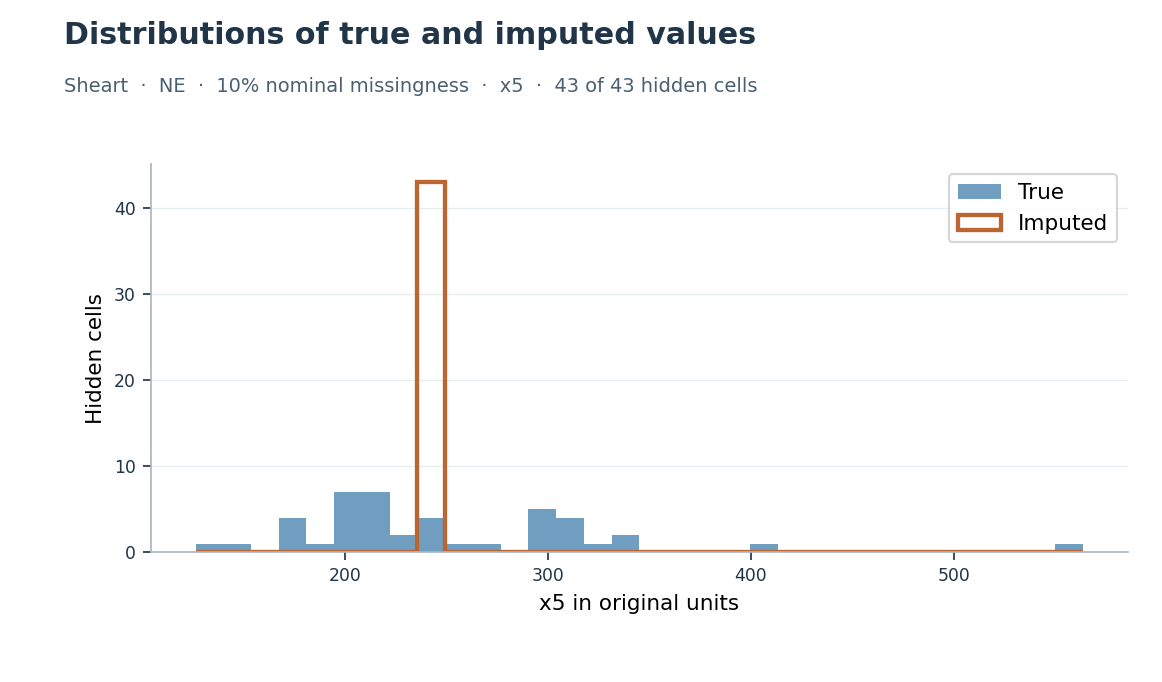 Distributions of true and imputed values
Sheart · NE · 10% nominal missingness · x5 · 43 of 43 hidden cells
True
Imputed
Hidden cells
40
30
20
10
0
200 300 400 500
x5 in original units